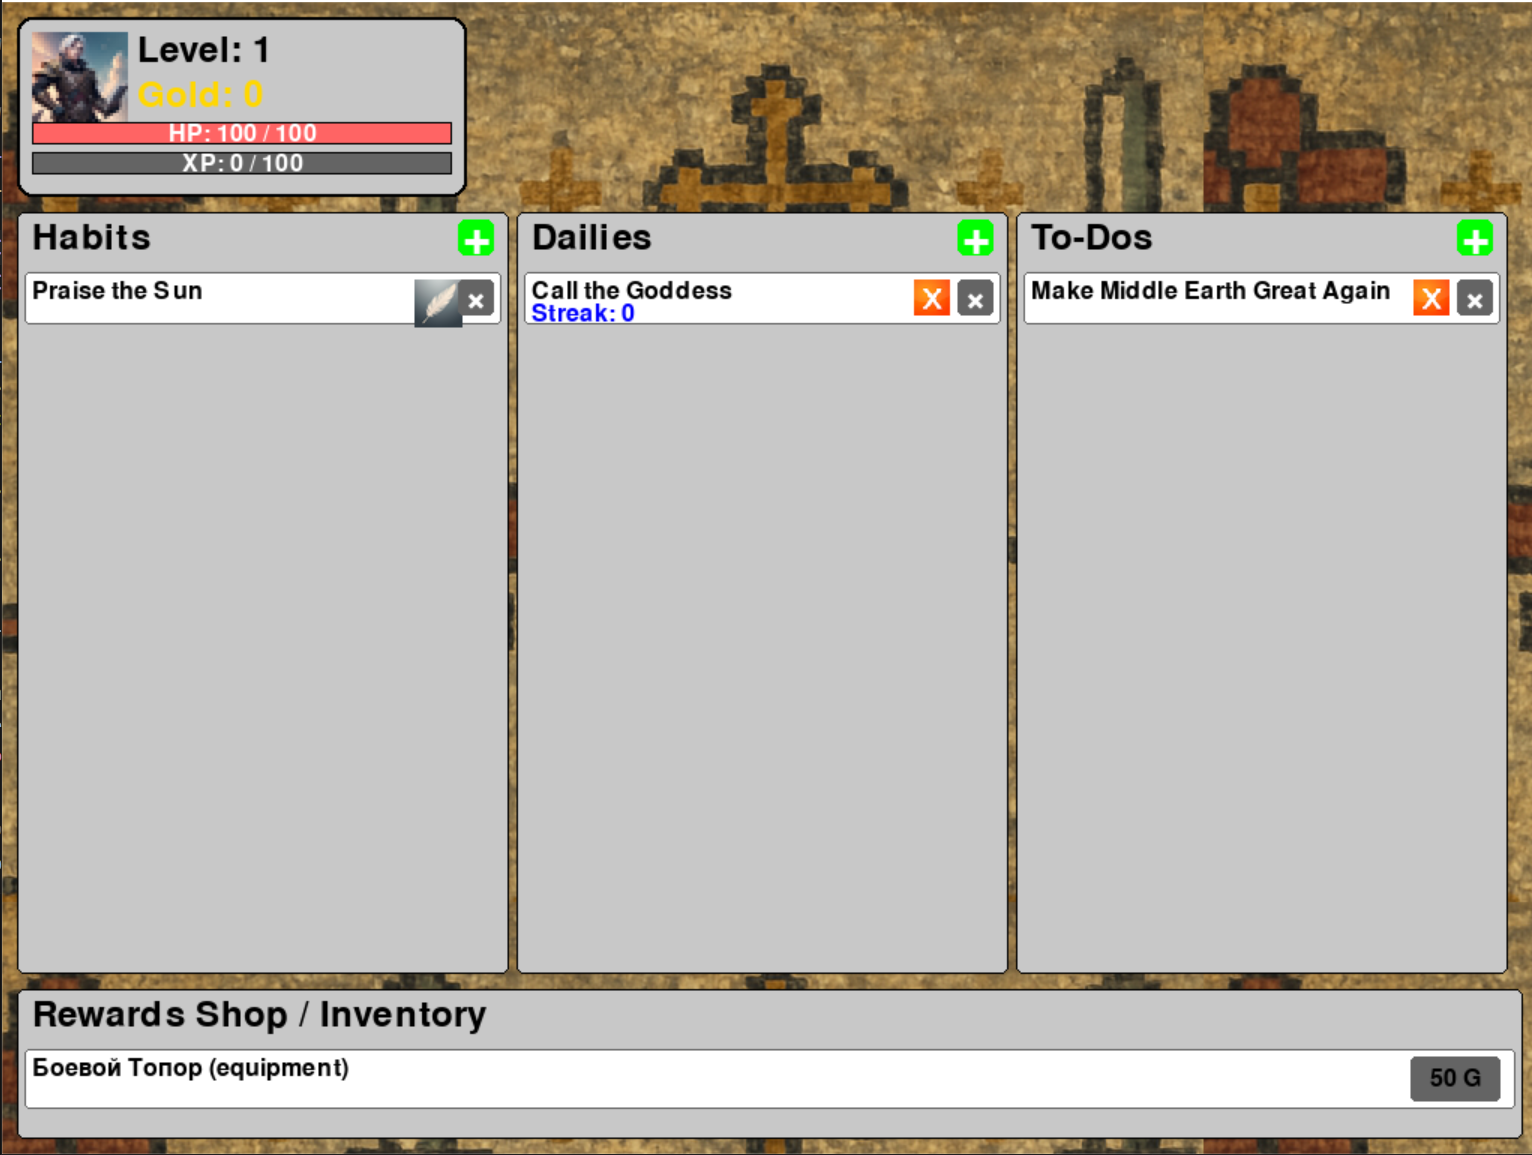 Level: 1
Gold: 0
HP: 100 / 100
XP: 0 / 100
Habits
Praise the Sun
Dailies
Call the Goddess
X
Streak: 0
To-Dos
Make Middle Earth Great Again
X
Rewards Shop / Inventory
Боевой Топор (equipment)
50 G